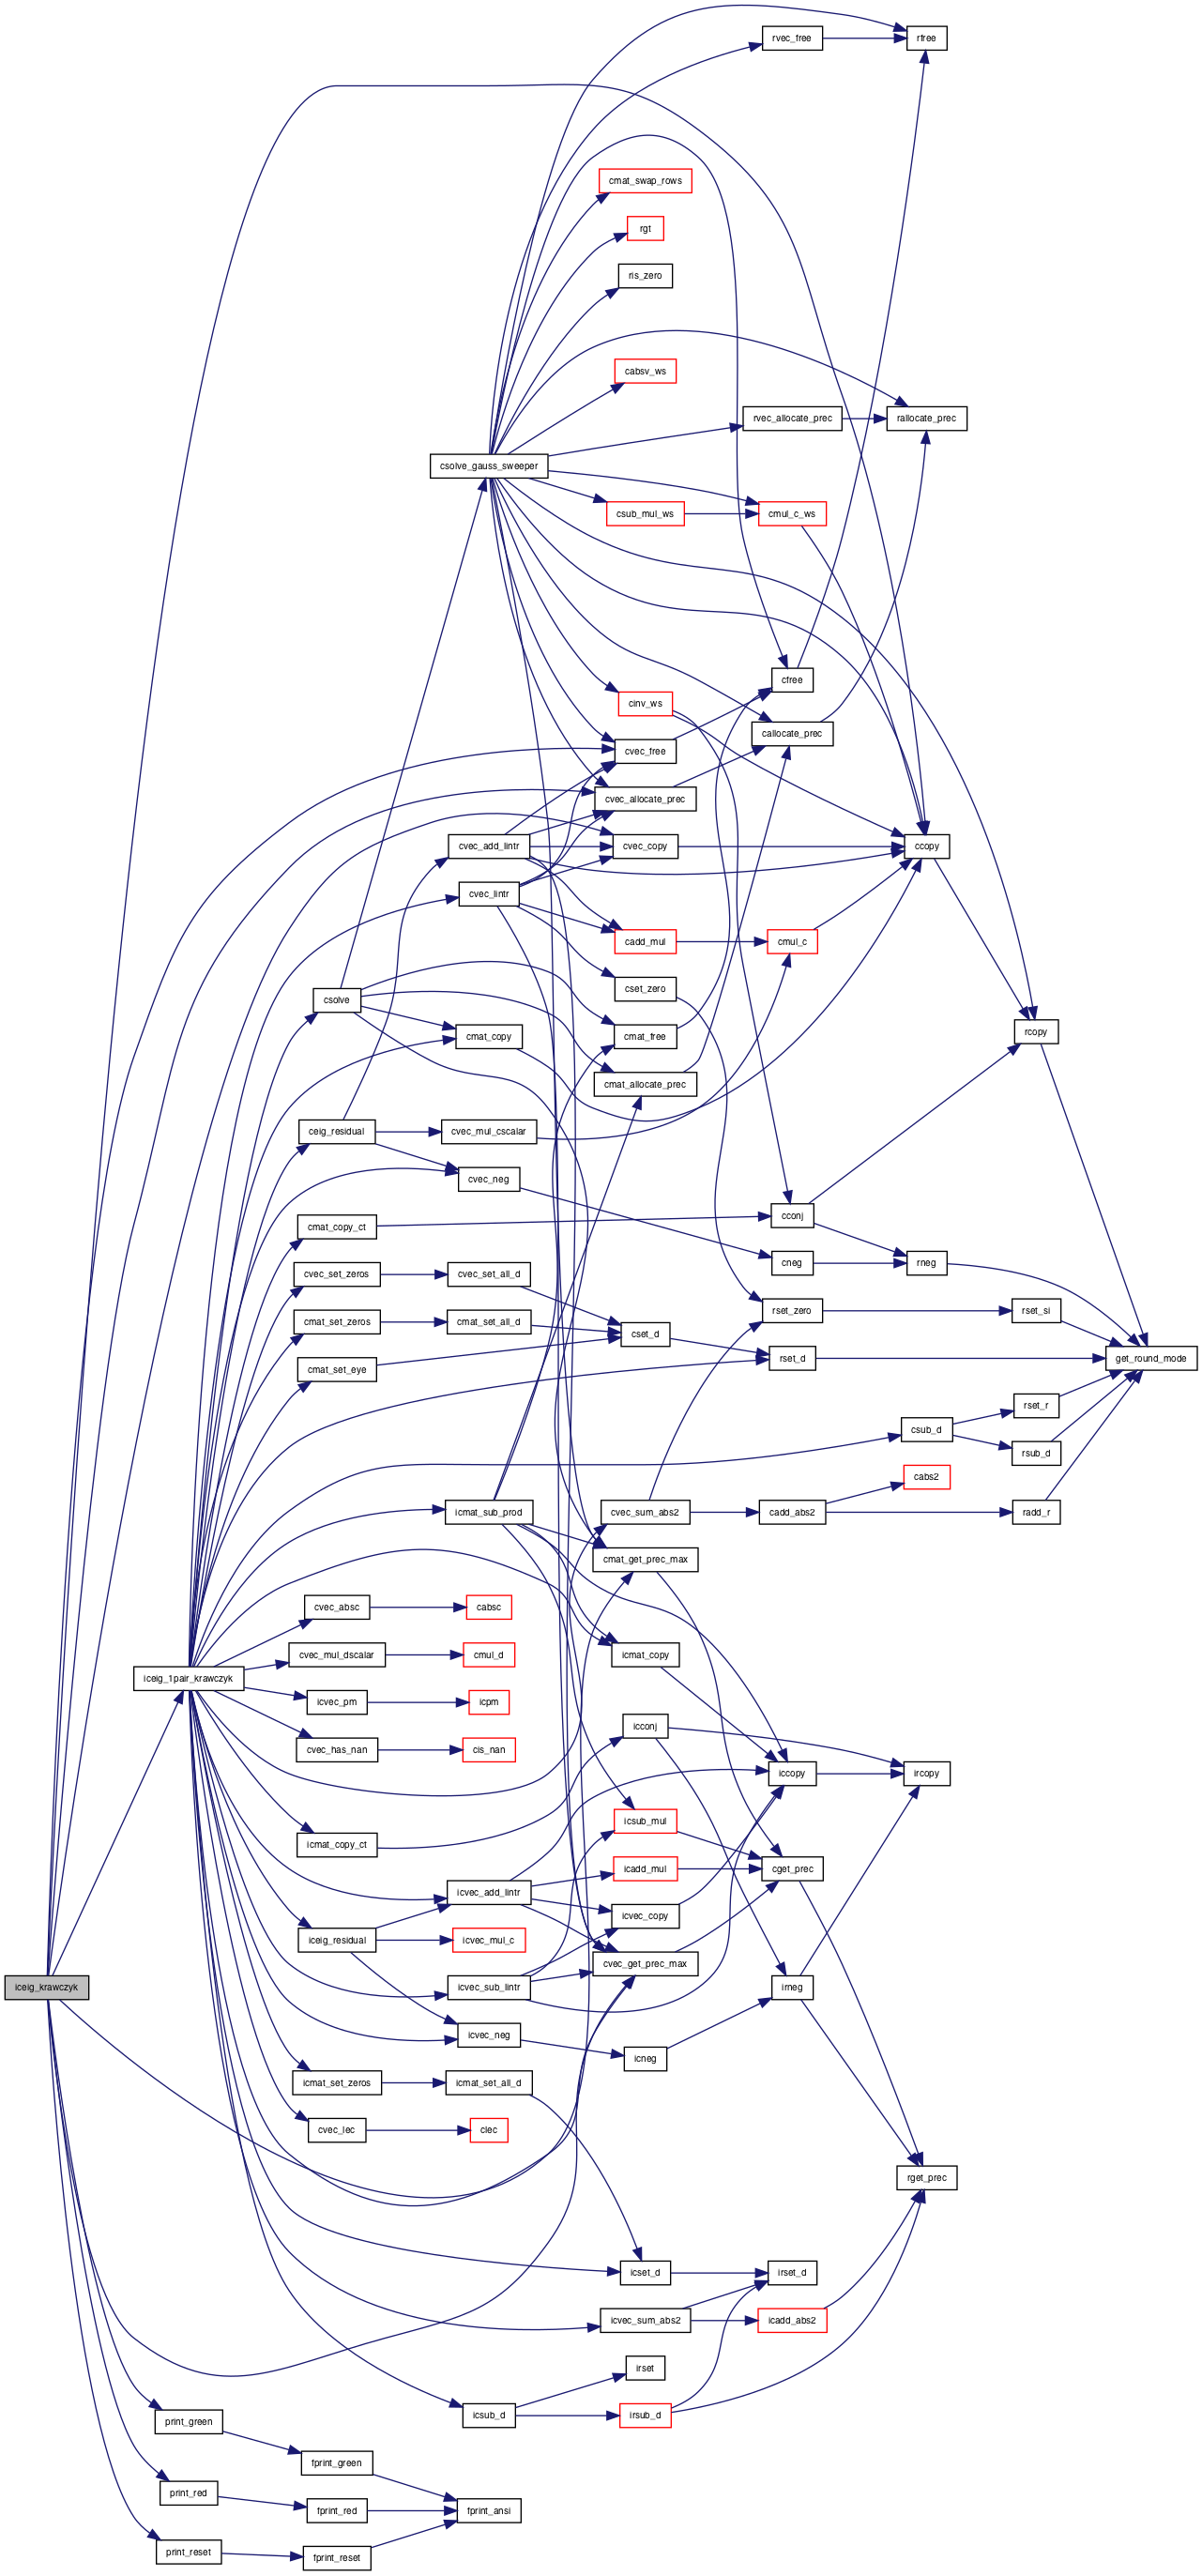 rvec_free
rfree
cmat_swap_rows
rgt
ris_zero
cabsv_ws
rvec_allocate_prec
rallocate_prec
csolve_gauss_sweeper
csub_mul_ws
cmul_c_ws
cfree
cinv_ws
callocate_prec
cvec_free
cvec_allocate_prec
cvec_add_lintr
cvec_copy
ccopy
cvec_lintr
cadd_mul
cmul_c
cset_zero
csolve
cmat_copy
cmat_free
rcopy
cmat_allocate_prec
ceig_residual
cvec_mul_cscalar
cvec_neg
cmat_copy_ct
cconj
cneg
rneg
cvec_set_zeros
cvec_set_all_d
rset_zero
rset_si
cmat_set_zeros
cmat_set_all_d
cset_d
rset_d
get_round_mode
cmat_set_eye
rset_r
csub_d
rsub_d
cabs2
icmat_sub_prod
cvec_sum_abs2
cadd_abs2
radd_r
cmat_get_prec_max
cvec_absc
cabsc
cvec_mul_dscalar
cmul_d
icmat_copy
iceig_1pair_krawczyk
icvec_pm
icpm
icconj
cvec_has_nan
cis_nan
iccopy
ircopy
icsub_mul
icmat_copy_ct
icadd_mul
cget_prec
icvec_add_lintr
icvec_copy
iceig_residual
icvec_mul_c
cvec_get_prec_max
iceig_krawczyk
icvec_sub_lintr
irneg
icvec_neg
icneg
icmat_set_zeros
icmat_set_all_d
cvec_lec
clec
rget_prec
icset_d
irset_d
icvec_sum_abs2
icadd_abs2
irset
icsub_d
irsub_d
print_green
fprint_green
print_red
fprint_red
fprint_ansi
print_reset
fprint_reset